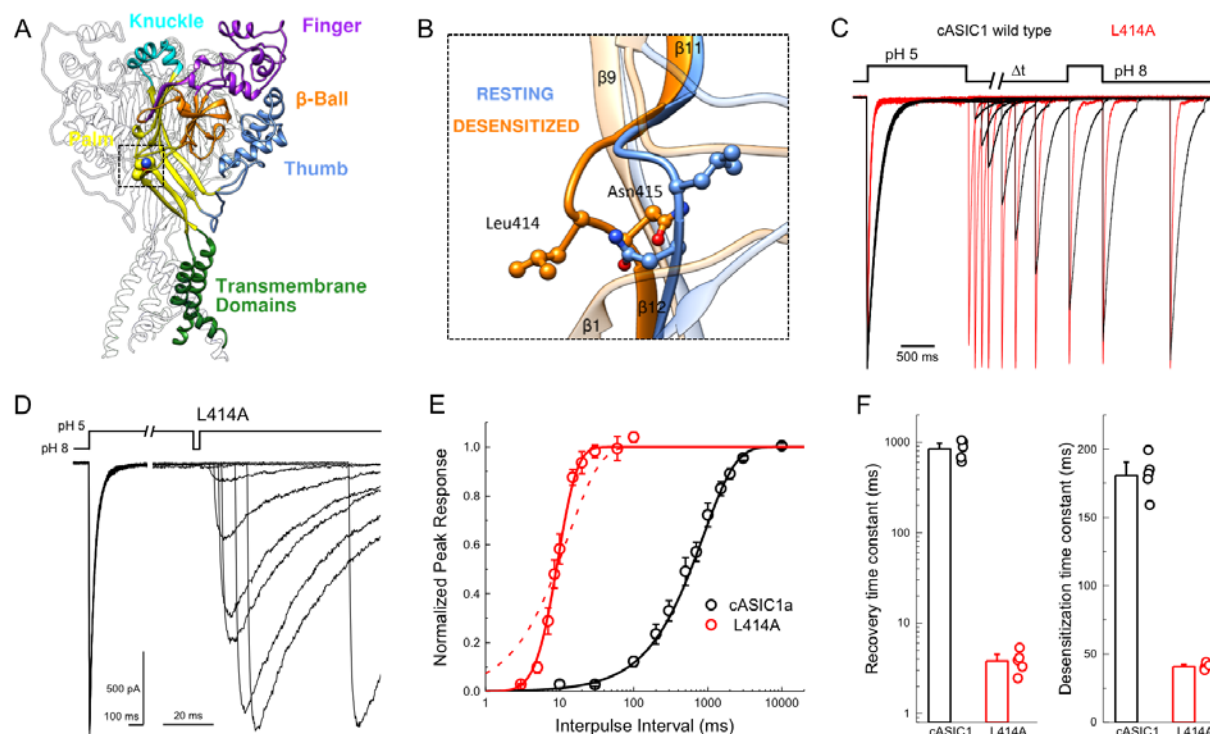 A
Knuckle
Finger
β-Ball
Palm
Thumb
Transmembrane
Domains
B
β11
β9
RESTING
DESENSITIZED
Asn415
Leu414
β12
β1
C
cASIC1 wild type L414A
pH 5
Δt
pH 8
500 ms
D
L414A
pH 5
pH 8
500 pA
100 ms
20 ms
E
Normalized Peak Response
1.0
0.8
0.6
0.4
0.2
0.0
cASIC1a
L414A
1 10 100 1000 10000
Interpulse Interval (ms)
F
Recovery time constant (ms)
1000
100
10
1
cASIC1 L414A
Desensitization time constant (ms)
200
150
100
50
0
cASIC1 L414A